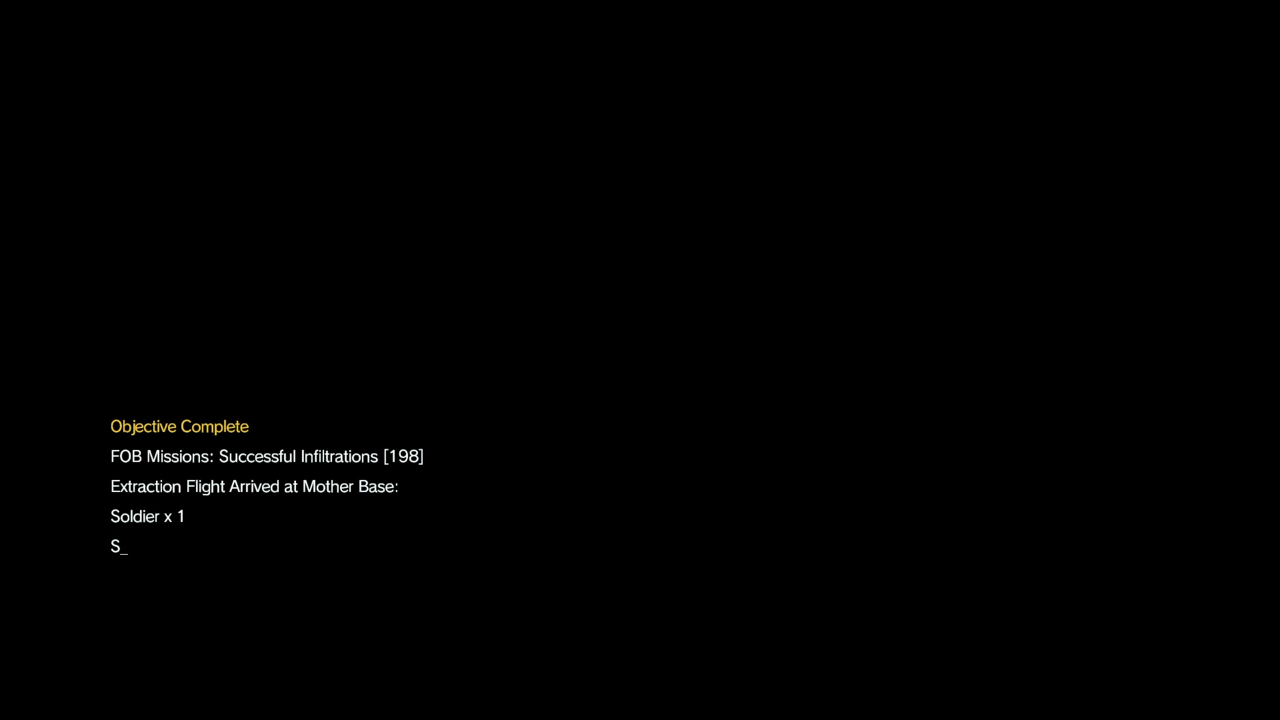 Objective Complete
FOB Missions: Successful Infiltrations [198]
Extraction Flight Arrived at Mother Base:
Soldier x 1
S_